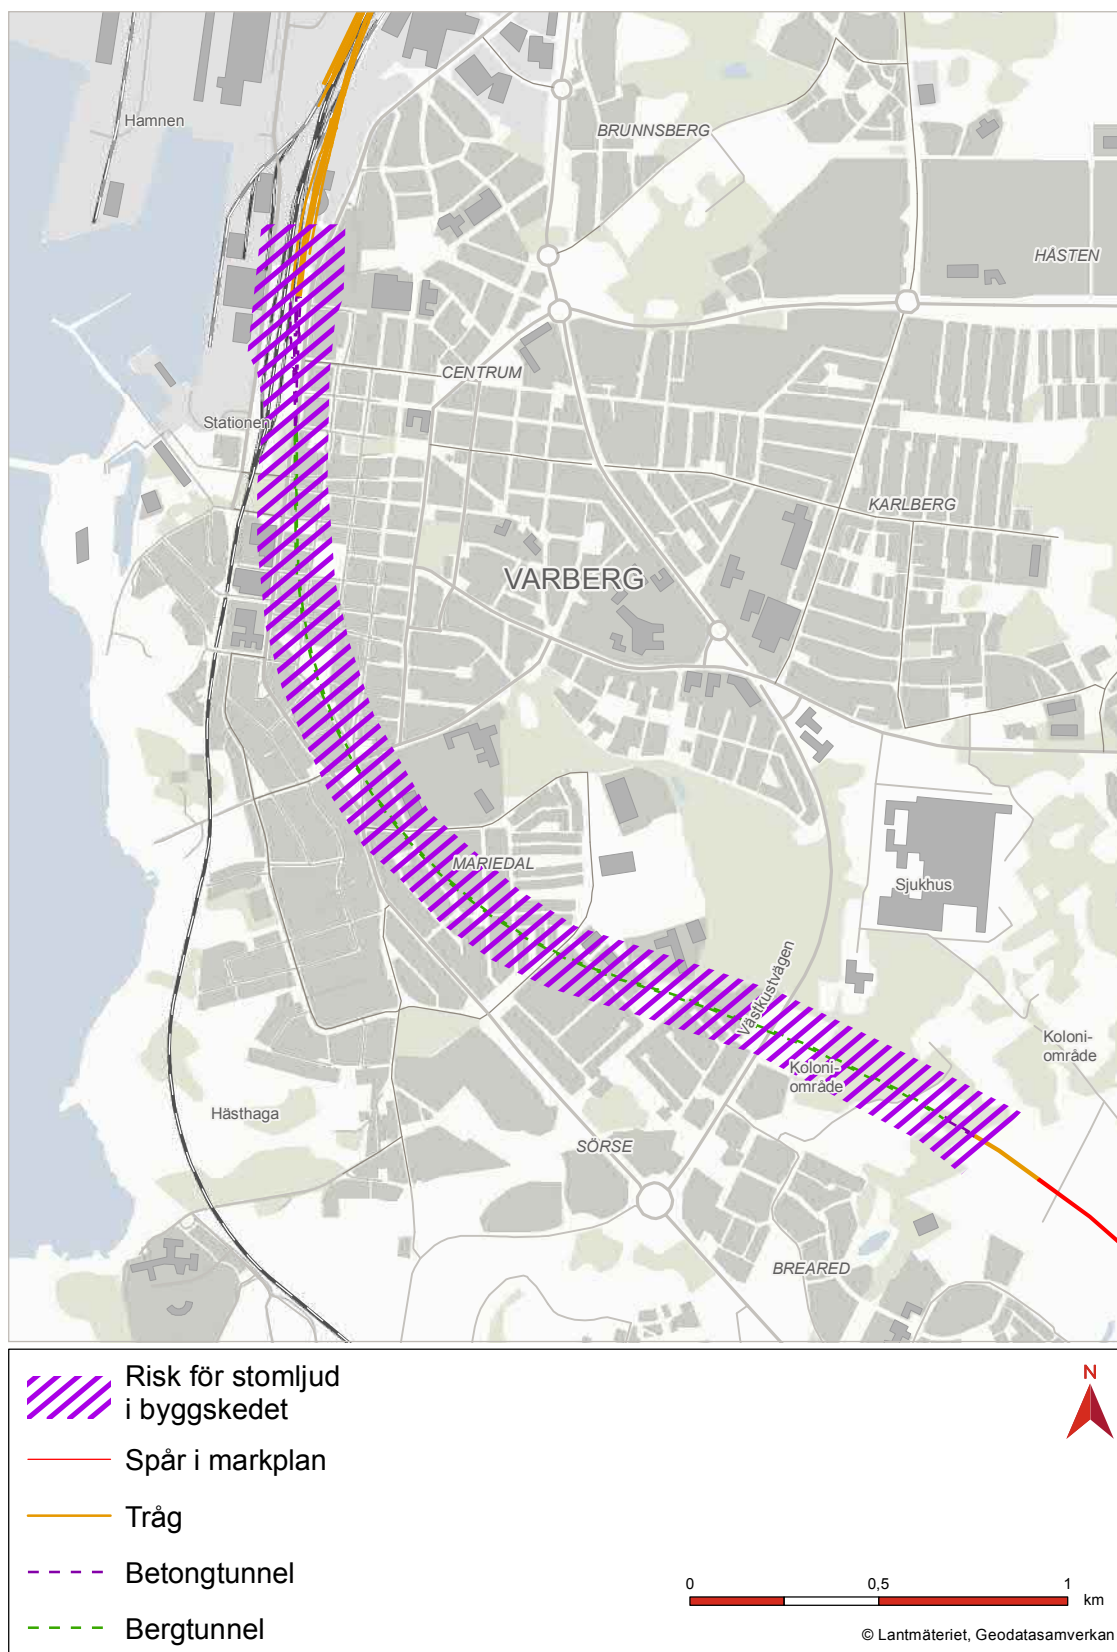 Hamnen
BRUNNSBERG
HÅSTEN
CENTRUM
Stationen
KARLBERG
VARBERG
MARIEDAL
Sjukhus
Västkustvägen
Koloni-
område
Koloni-
område
Hästhaga
SÖRSE
BREARED
Risk för stomljud
i byggskedet
N
Spår i markplan
Tråg
Betongtunnel
0 0,5 1
km
Bergtunnel
© Lantmäteriet, Geodatasamverkan